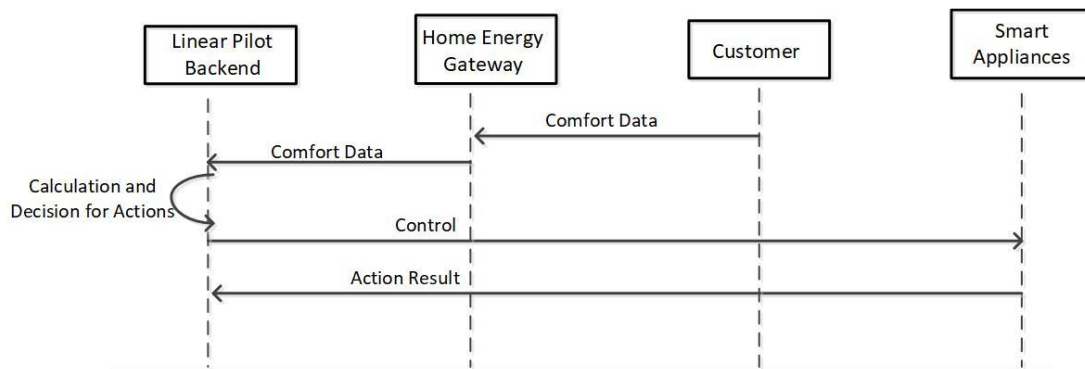 Linear Pilot
Backend
Home Energy
Gateway
Customer
Smart
Appliances
Comfort Data
Comfort Data
Calculation and
Decision for Actions
Control
Action Result